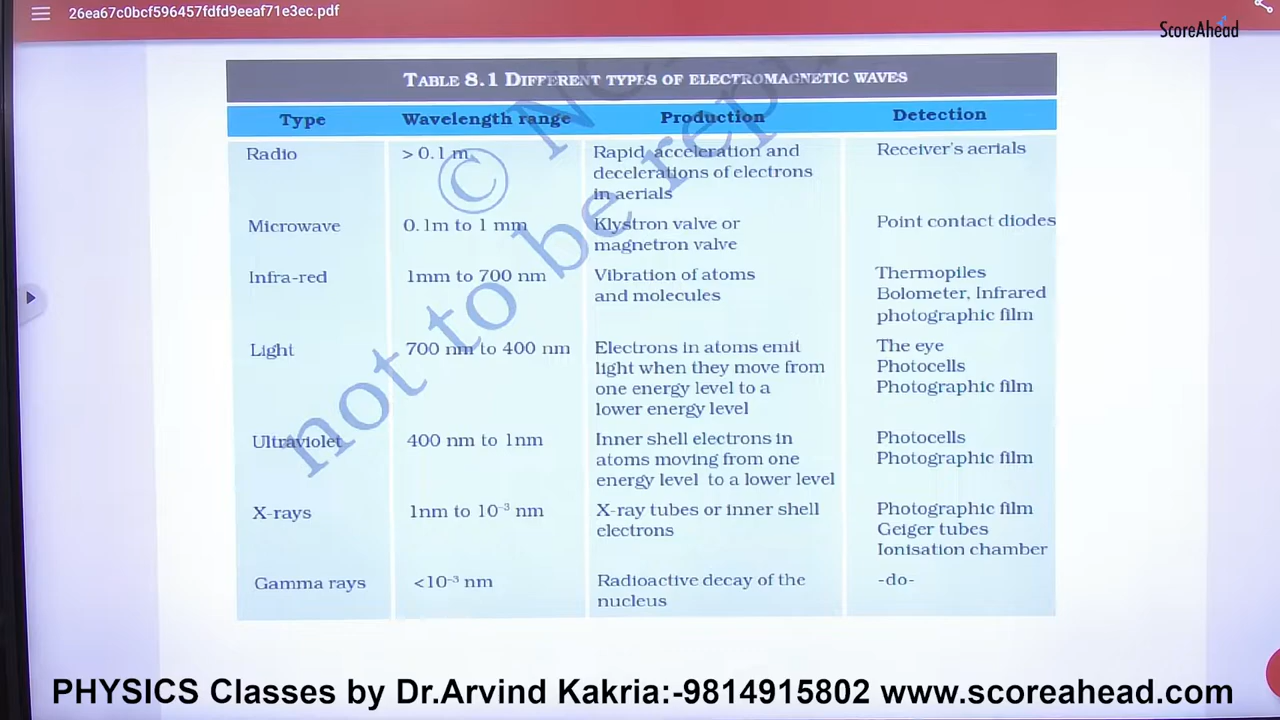 26ea67c0bcf596457fdfd9eeaf71e3ec.pdf
ScoreAhead
TABLE 8.1 DIFFERENT TYPES OF ELECTROMAGNETIC WAVES
Type Wavelength range Production Detection
Radio > 0.1 m Rapid acceleration and Receiver's aerials
decelerations of electrons
in aerials
Microwave 0.1m to 1 mm Klystron valve or Point contact diodes
magnetron valve
Infra-red 1mm to 700 nm Vibration of atoms Thermopiles
and molecules Bolometer, Infrared
photographic film
Light 700 nm to 400 nm Electrons in atoms emit The eye
light when they move from Photocells
one energy level to a Photographic film
lower energy level
Ultraviolet 400 nm to 1nm Inner shell electrons in Photocells
atoms moving from one Photographic film
energy level to a lower level
X-rays 1nm to 10⁻³ nm X-ray tubes or inner shell Photographic film
electrons Geiger tubes
Ionisation chamber
Gamma rays <10⁻³ nm Radioactive decay of the -do-
nucleus
not to be rep
PHYSICS Classes by Dr.Arvind Kakria:-9814915802 www.scoreahead.com